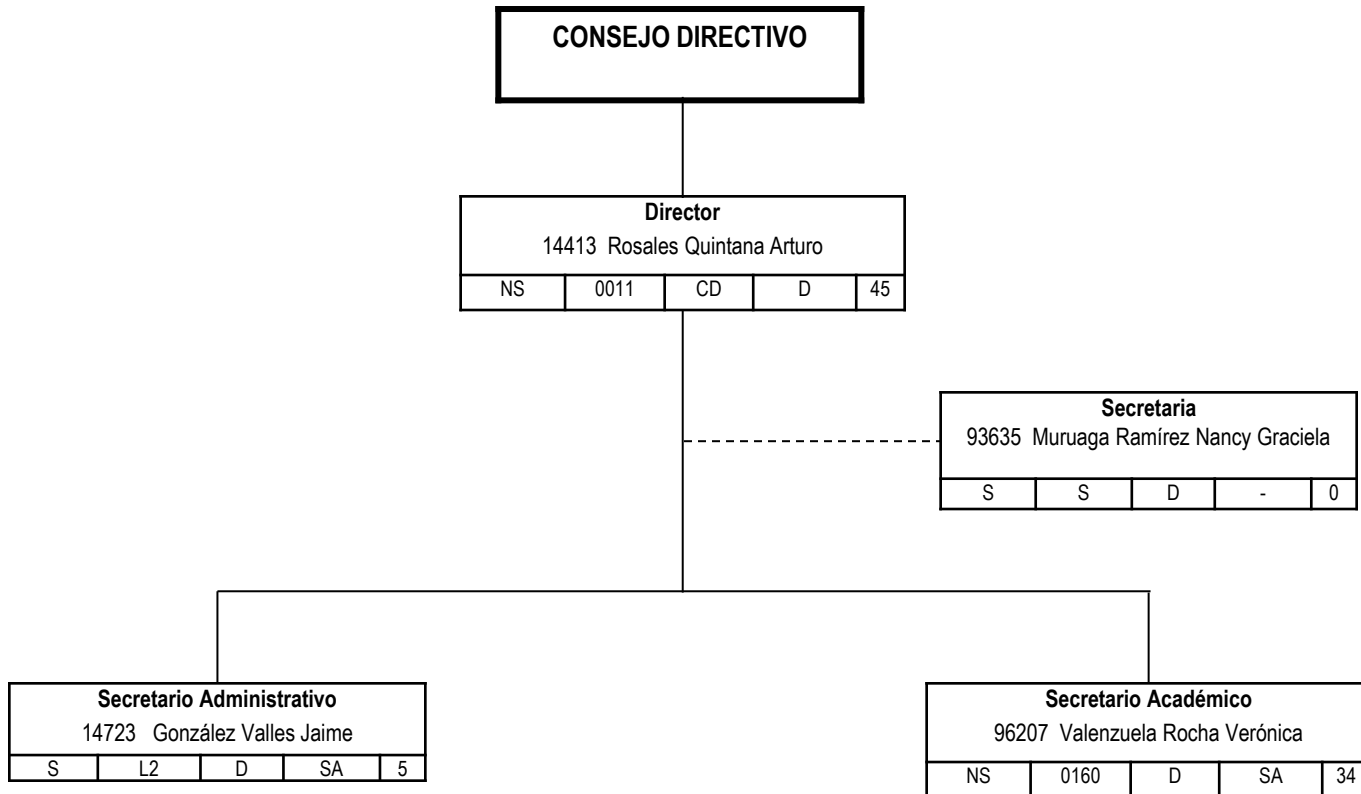 CONSEJO DIRECTIVO
Director
14413 Rosales Quintana Arturo
NS 0011 CD D 45
Secretaria
93635 Muruaga Ramírez Nancy Graciela
S S D - 0
Secretario Administrativo
14723 González Valles Jaime
S L2 D SA 5
Secretario Académico
96207 Valenzuela Rocha Verónica
NS 0160 D SA 34